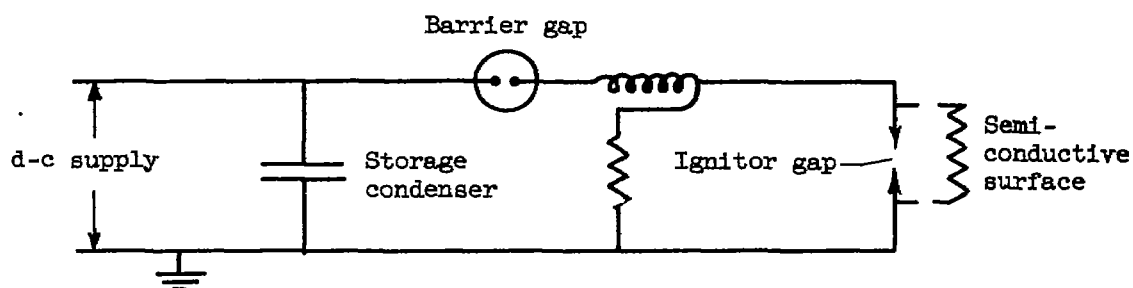 Barrier gap
d-c supply
Storage
condenser
Ignitor gap
Semi-
conductive
surface